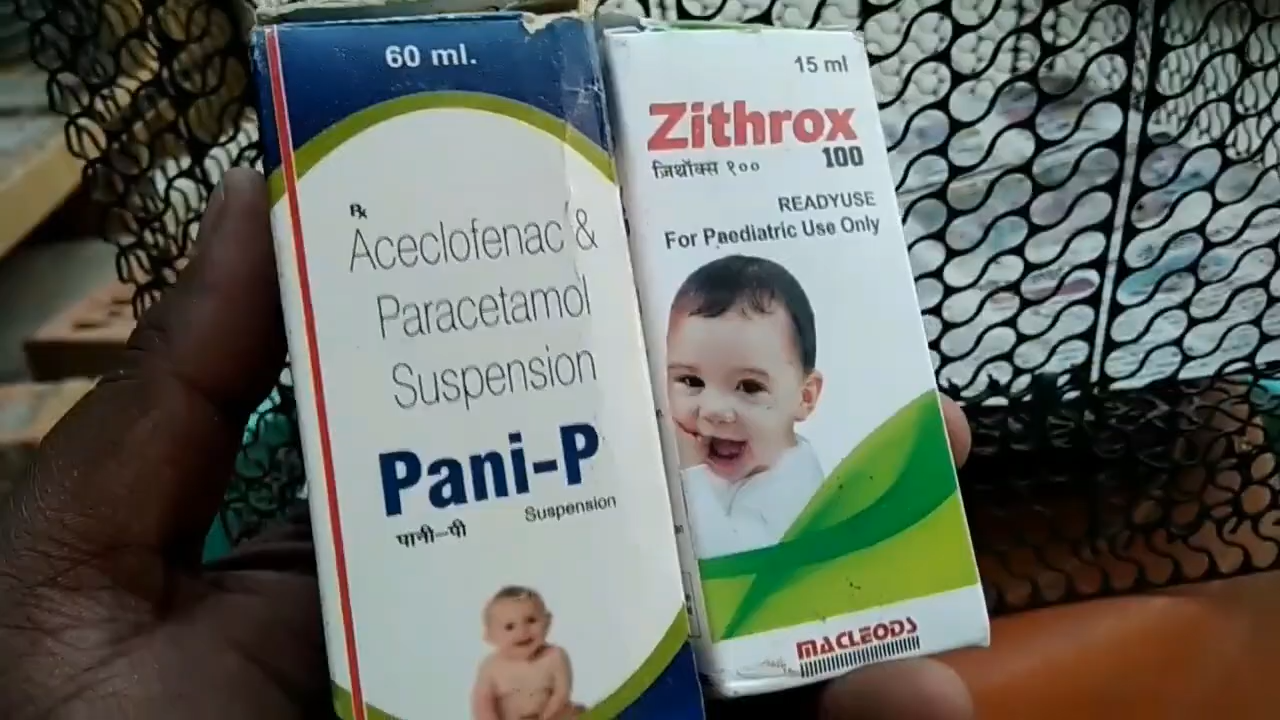 60 ml.
Rx
Aceclofenac &
Paracetamol
Suspension
Pani-P
पानी-पी
Suspension
15 ml
Zithrox
100
ज़िथ्रॉक्स १००
READYUSE
For Paediatric Use Only
MACLEODS